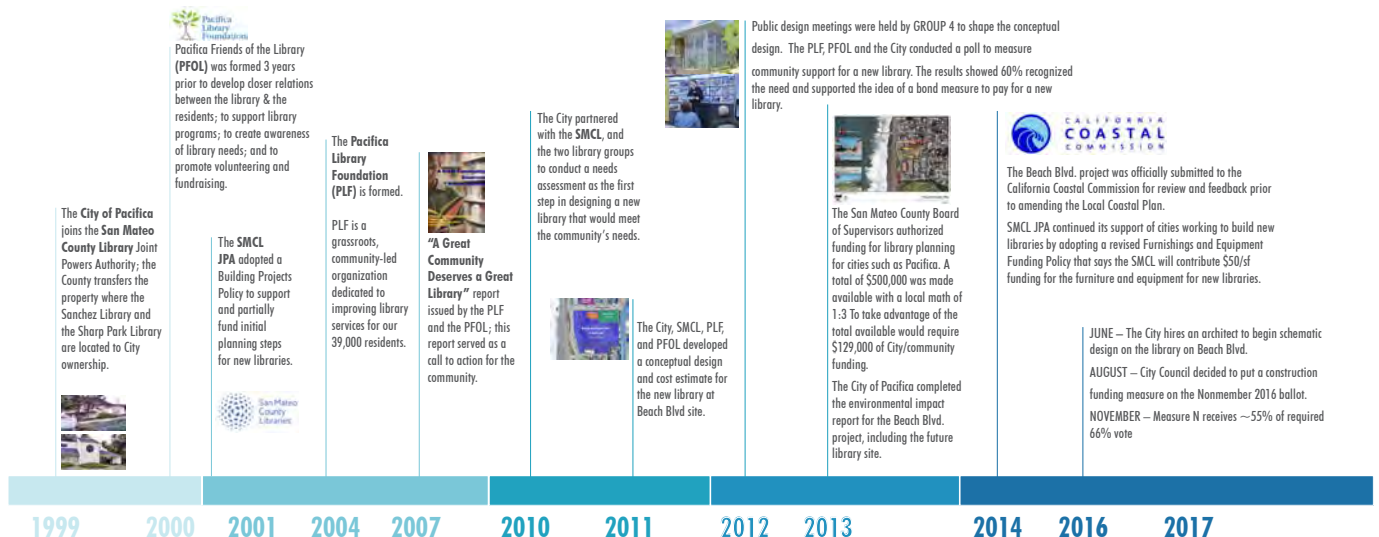 Pacifica
Library
Foundation
Pacifica Friends of the Library
(PFOL) was formed 3 years
prior to develop closer relations
between the library & the
residents; to support library
programs; to create awareness
of library needs; and to
promote volunteering and
fundraising.
The City of Pacifica
joins the San Mateo
County Library Joint
Powers Authority; the
County transfers the
property where the
Sanchez Library and
the Sharp Park Library
are located to City
ownership.
The SMCL
JPA adopted a
Building Projects
Policy to support
and partially
fund initial
planning steps
for new libraries.
San Mateo
County
Libraries
The Pacifica
Library
Foundation
(PLF) is formed.
PLF is a
grassroots,
community-led
organization
dedicated to
improving library
services for our
39,000 residents.
“A Great
Community
Deserves a Great
Library” report
issued by the PLF
and the PFOL; this
report served as a
call to action for the
community.
The City partnered
with the SMCL, and
the two library groups
to conduct a needs
assessment as the first
step in designing a new
library that would meet
the community’s needs.
The City, SMCL, PLF,
and PFOL developed
a conceptual design
and cost estimate for
the new library at
Beach Blvd site.
Public design meetings were held by GROUP 4 to shape the conceptual
design. The PLF, PFOL and the City conducted a poll to measure
community support for a new library. The results showed 60% recognized
the need and supported the idea of a bond measure to pay for a new
library.
The San Mateo County Board
of Supervisors authorized
funding for library planning
for cities such as Pacifica. A
total of $500,000 was made
available with a local math of
1:3 To take advantage of the
total available would require
$129,000 of City/community
funding.
The City of Pacifica completed
the environmental impact
report for the Beach Blvd.
project, including the future
library site.
CALIFORNIA
COASTAL
COMMISSION
The Beach Blvd. project was officially submitted to the
California Coastal Commission for review and feedback prior
to amending the Local Coastal Plan.
SMCL JPA continued its support of cities working to build new
libraries by adopting a revised Furnishings and Equipment
Funding Policy that says the SMCL will contribute $50/sf
funding for the furniture and equipment for new libraries.
JUNE – The City hires an architect to begin schematic
design on the library on Beach Blvd.
AUGUST – City Council decided to put a construction
funding measure on the Nonmember 2016 ballot.
NOVEMBER – Measure N receives ~55% of required
66% vote
1999
2000
2001
2004
2007
2010
2011
2012
2013
2014
2016
2017